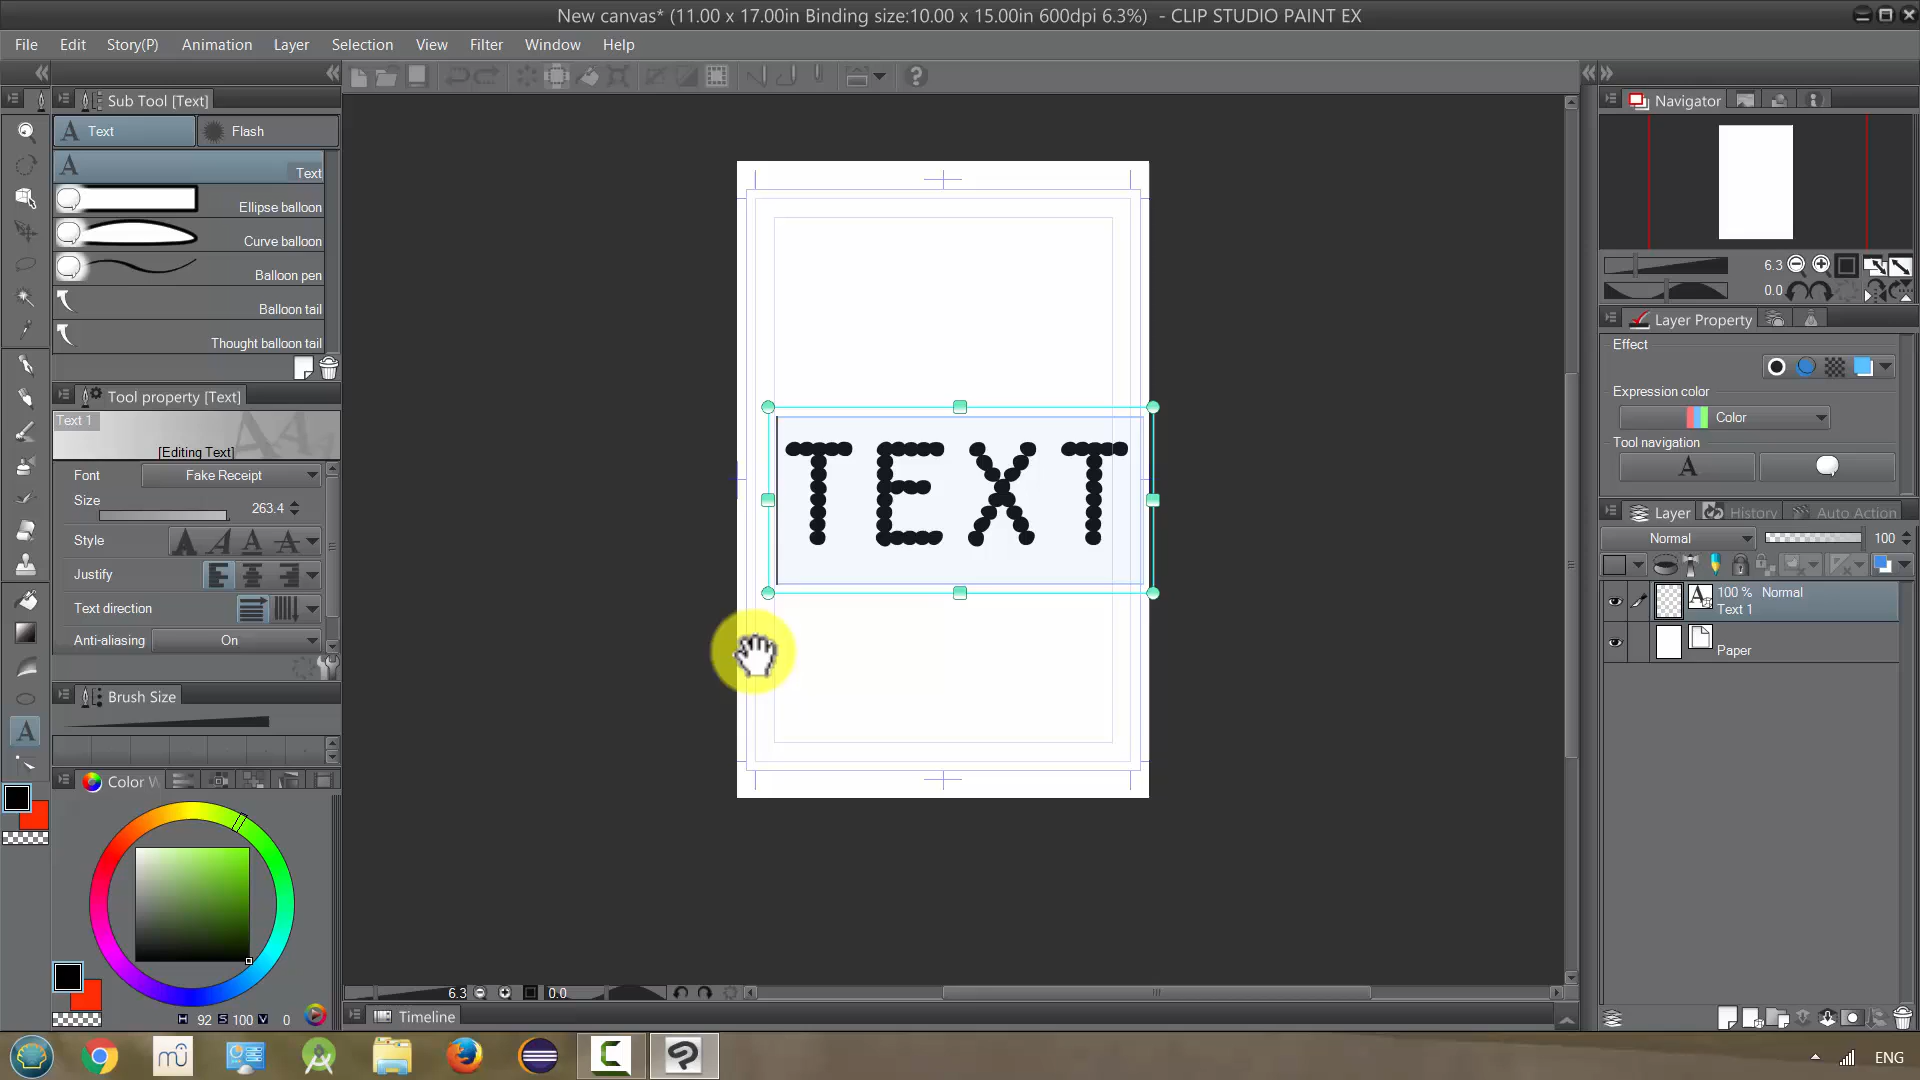 New canvas* (11.00 x 17.00in Binding size:10.00 x 15.00in 600dpi 6.3%) - CLIP STUDIO PAINT EX
File Edit Story(P) Animation Layer Selection View Filter Window Help
Sub Tool [Text]
Text Flash
Text
Ellipse balloon
Curve balloon
Balloon pen
Balloon tail
Thought balloon tail
Tool property [Text]
Text 1
[Editing Text]
Font Fake Receipt
Size 263.4
Style
Justify
Text direction
Anti-aliasing On
Brush Size
Color W
H 92 S 100 V 0
TEXT
6.3 0.0
Timeline
Navigator
6.3
0.0
Layer Property
Effect
Expression color
Color
Tool navigation
Layer History Auto Action
Normal 100
100 % Normal
Text 1
Paper
ENG